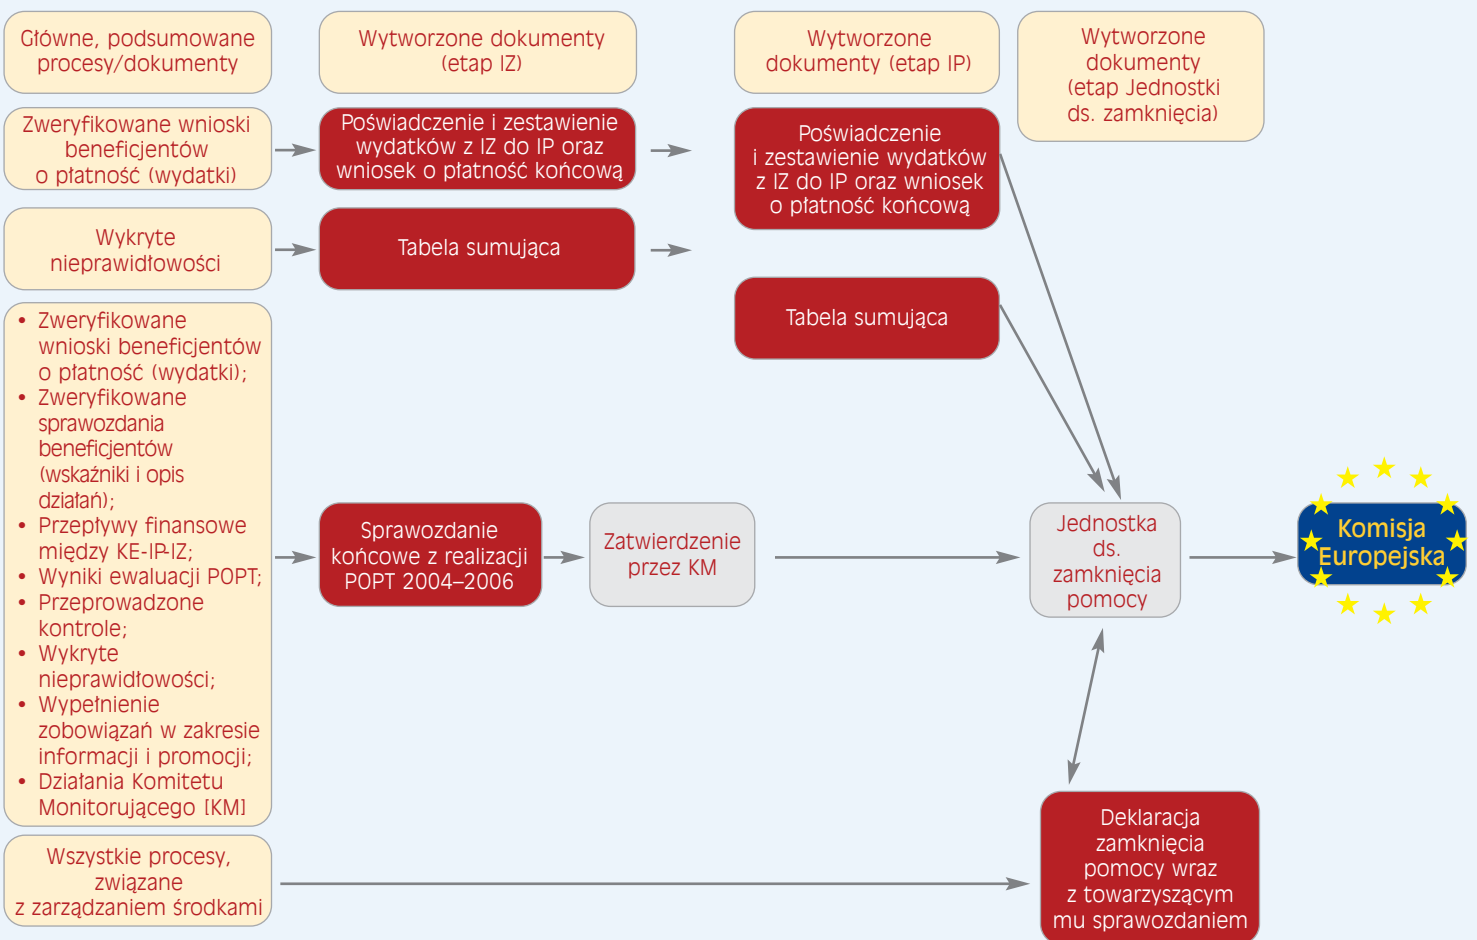 Główne, podsumowane
procesy/dokumenty
Wytworzone dokumenty
(etap IZ)
Wytworzone
dokumenty (etap IP)
Wytworzone
dokumenty
(etap Jednostki
ds. zamknięcia)
Zweryfikowane wnioski
beneficjentów
o płatność (wydatki)
Poświadczenie i zestawienie
wydatków z IZ do IP oraz
wniosek o płatność końcową
Poświadczenie
i zestawienie wydatków
z IZ do IP oraz wniosek
o płatność końcową
Wykryte
nieprawidłowości
Tabela sumująca
Tabela sumująca
• Zweryfikowane
wnioski beneficjentów
o płatność (wydatki);
• Zweryfikowane
sprawozdania
beneficjentów
(wskaźniki i opis
działań);
• Przepływy finansowe
między KE-IP-IZ;
• Wyniki ewaluacji POPT;
• Przeprowadzone
kontrole;
• Wykryte
nieprawidłowości;
• Wypełnienie
zobowiązań w zakresie
informacji i promocji;
• Działania Komitetu
Monitorującego [KM]
Sprawozdanie
końcowe z realizacji
POPT 2004–2006
Zatwierdzenie
przez KM
Jednostka
ds.
zamknięcia
pomocy
Komisja
Europejska
Wszystkie procesy,
związane
z zarządzaniem środkami
Deklaracja
zamknięcia
pomocy wraz
z towarzyszącym
mu sprawozdaniem